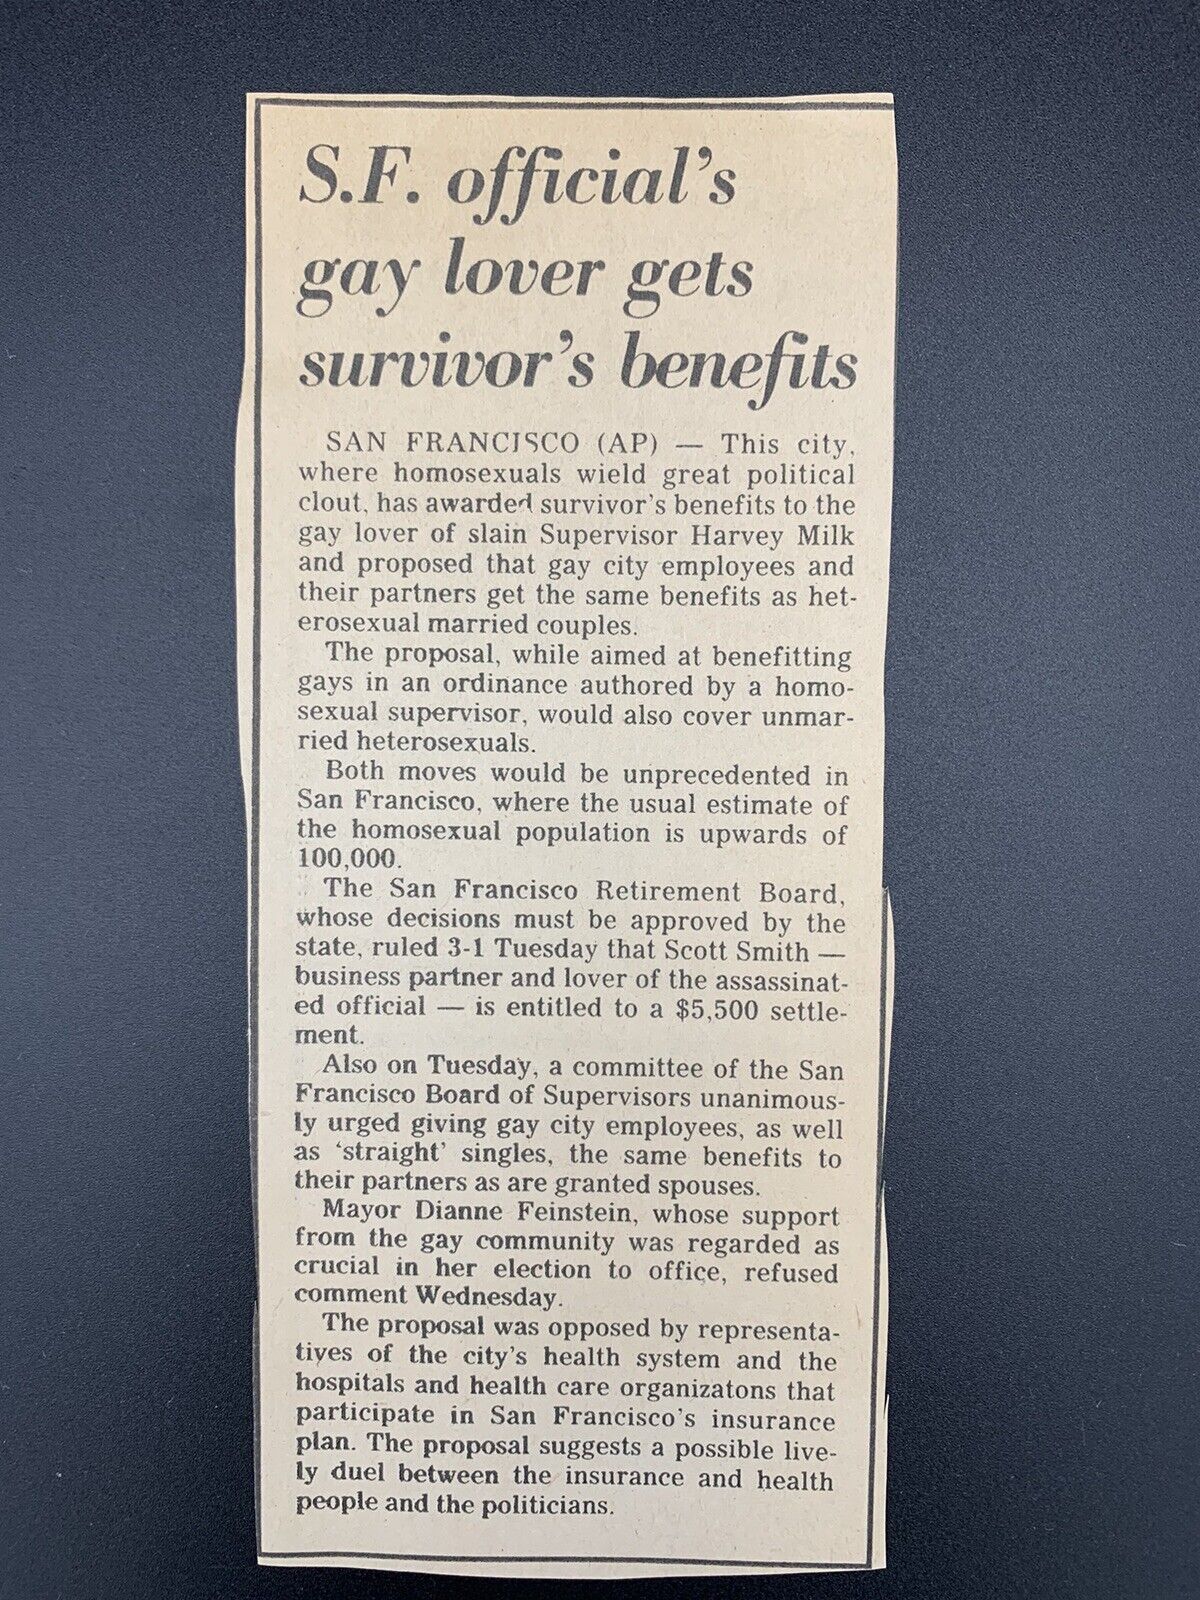 S.F. official's
gay lover gets
survivor's benefits
SAN FRANCISCO (AP) — This city,
where homosexuals wield great political
clout, has awarded survivor's benefits to the
gay lover of slain Supervisor Harvey Milk
and proposed that gay city employees and
their partners get the same benefits as het-
erosexual married couples.
The proposal, while aimed at benefitting
gays in an ordinance authored by a homo-
sexual supervisor, would also cover unmar-
ried heterosexuals.
Both moves would be unprecedented in
San Francisco, where the usual estimate of
the homosexual population is upwards of
100,000.
The San Francisco Retirement Board,
whose decisions must be approved by the
state, ruled 3-1 Tuesday that Scott Smith —
business partner and lover of the assassinat-
ed official — is entitled to a $5,500 settle-
ment.
Also on Tuesday, a committee of the San
Francisco Board of Supervisors unanimous-
ly urged giving gay city employees, as well
as 'straight' singles, the same benefits to
their partners as are granted spouses.
Mayor Dianne Feinstein, whose support
from the gay community was regarded as
crucial in her election to office, refused
comment Wednesday.
The proposal was opposed by representa-
tives of the city's health system and the
hospitals and health care organizatons that
participate in San Francisco's insurance
plan. The proposal suggests a possible live-
ly duel between the insurance and health
people and the politicians.